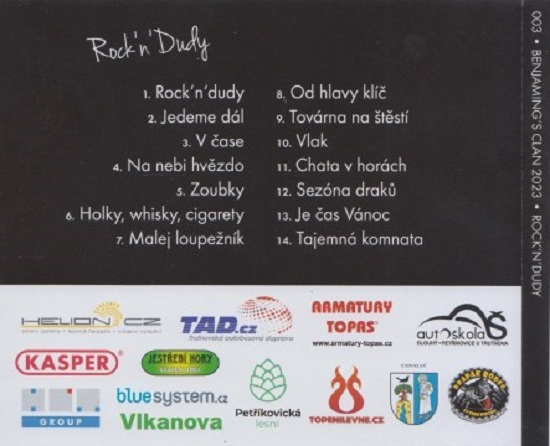 Rock'n'Dudy
1. Rock'n'dudy
2. Jedeme dál
3. V čase
4. Na nebi hvězdo
5. Zoubky
6. Holky, whisky, cigarety
7. Malej loupežník
8. Od hlavy klíč
9. Továrna na štěstí
10. Vlak
11. Chata v horách
12. Sezóna draků
13. Je čas Vánoc
14. Tajemná komnata
003 • BENJAMING'S CLAN 2023 • ROCK'N'DUDY
HELION CZ
TAD.cz
ARMATURY
TOPAS
www.armatury-topas.cz
autoškola Š
KASPER
JESTŘEBÍ HORY
GROUP
bluesystem.cz
Vlkanova
Petříkovická
lesní
TOPENILEVNE.CZ